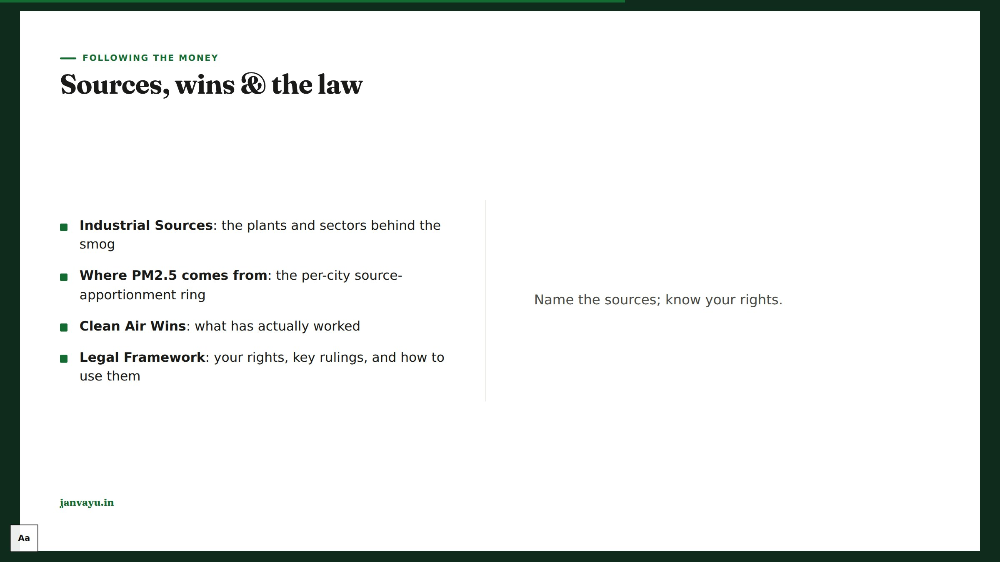 FOLLOWING THE MONEY
Sources, wins & the law
Industrial Sources: the plants and sectors behind the
smog
Where PM2.5 comes from: the per-city source-
apportionment ring
Clean Air Wins: what has actually worked
Legal Framework: your rights, key rulings, and how to
use them
Name the sources; know your rights.
janvayu.in
Aa